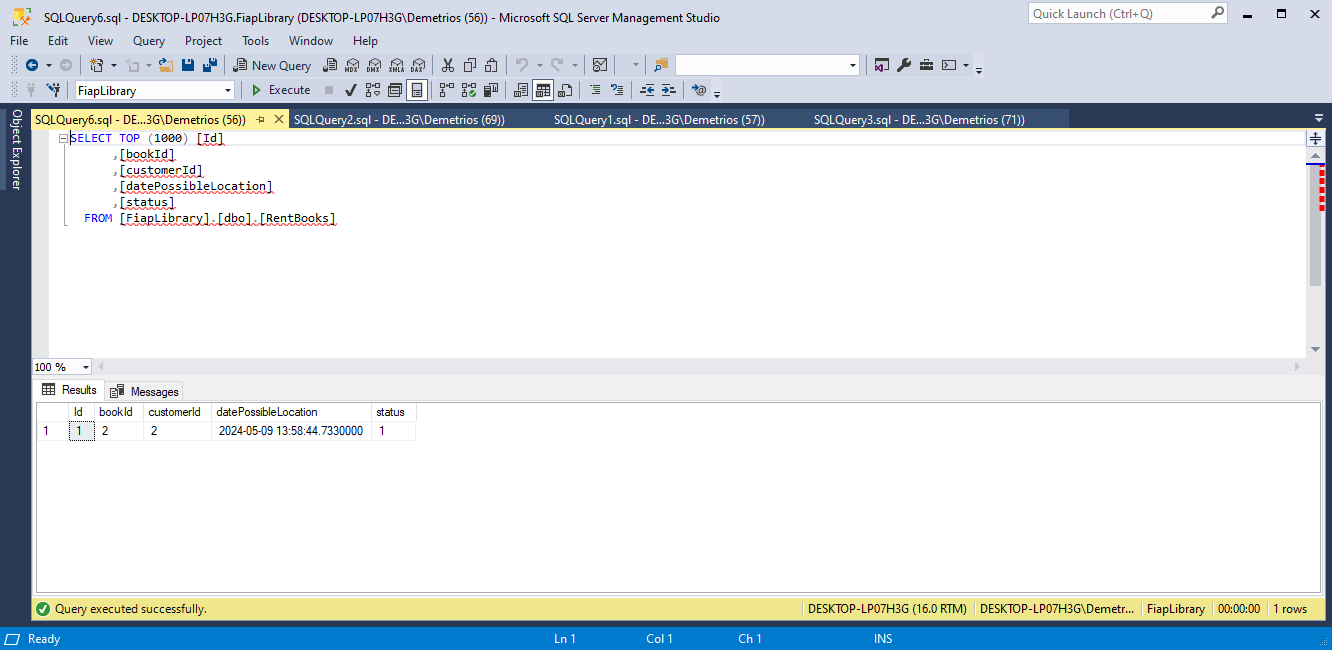 SQLQuery6.sql - DESKTOP-LP07H3G.FiapLibrary (DESKTOP-LP07H3G\Demetrios (56)) - Microsoft SQL Server Management Studio
Quick Launch (Ctrl+Q)
File Edit View Query Project Tools Window Help
New Query MDX DMX XMLA DAX
FiapLibrary Execute
Object Explorer
SQLQuery6.sql - DE...3G\Demetrios (56)) SQLQuery2.sql - DE...3G\Demetrios (69)) SQLQuery1.sql - DE...3G\Demetrios (57)) SQLQuery3.sql - DE...3G\Demetrios (71))
SELECT TOP (1000) [Id]
,[bookId]
,[customerId]
,[datePossibleLocation]
,[status]
FROM [FiapLibrary].[dbo].[RentBooks]
100 %
Results Messages
Id bookId customerId datePossibleLocation status
1 1 2 2 2024-05-09 13:58:44.7330000 1
Query executed successfully. DESKTOP-LP07H3G (16.0 RTM) DESKTOP-LP07H3G\Demetr... FiapLibrary 00:00:00 1 rows
Ready Ln 1 Col 1 Ch 1 INS